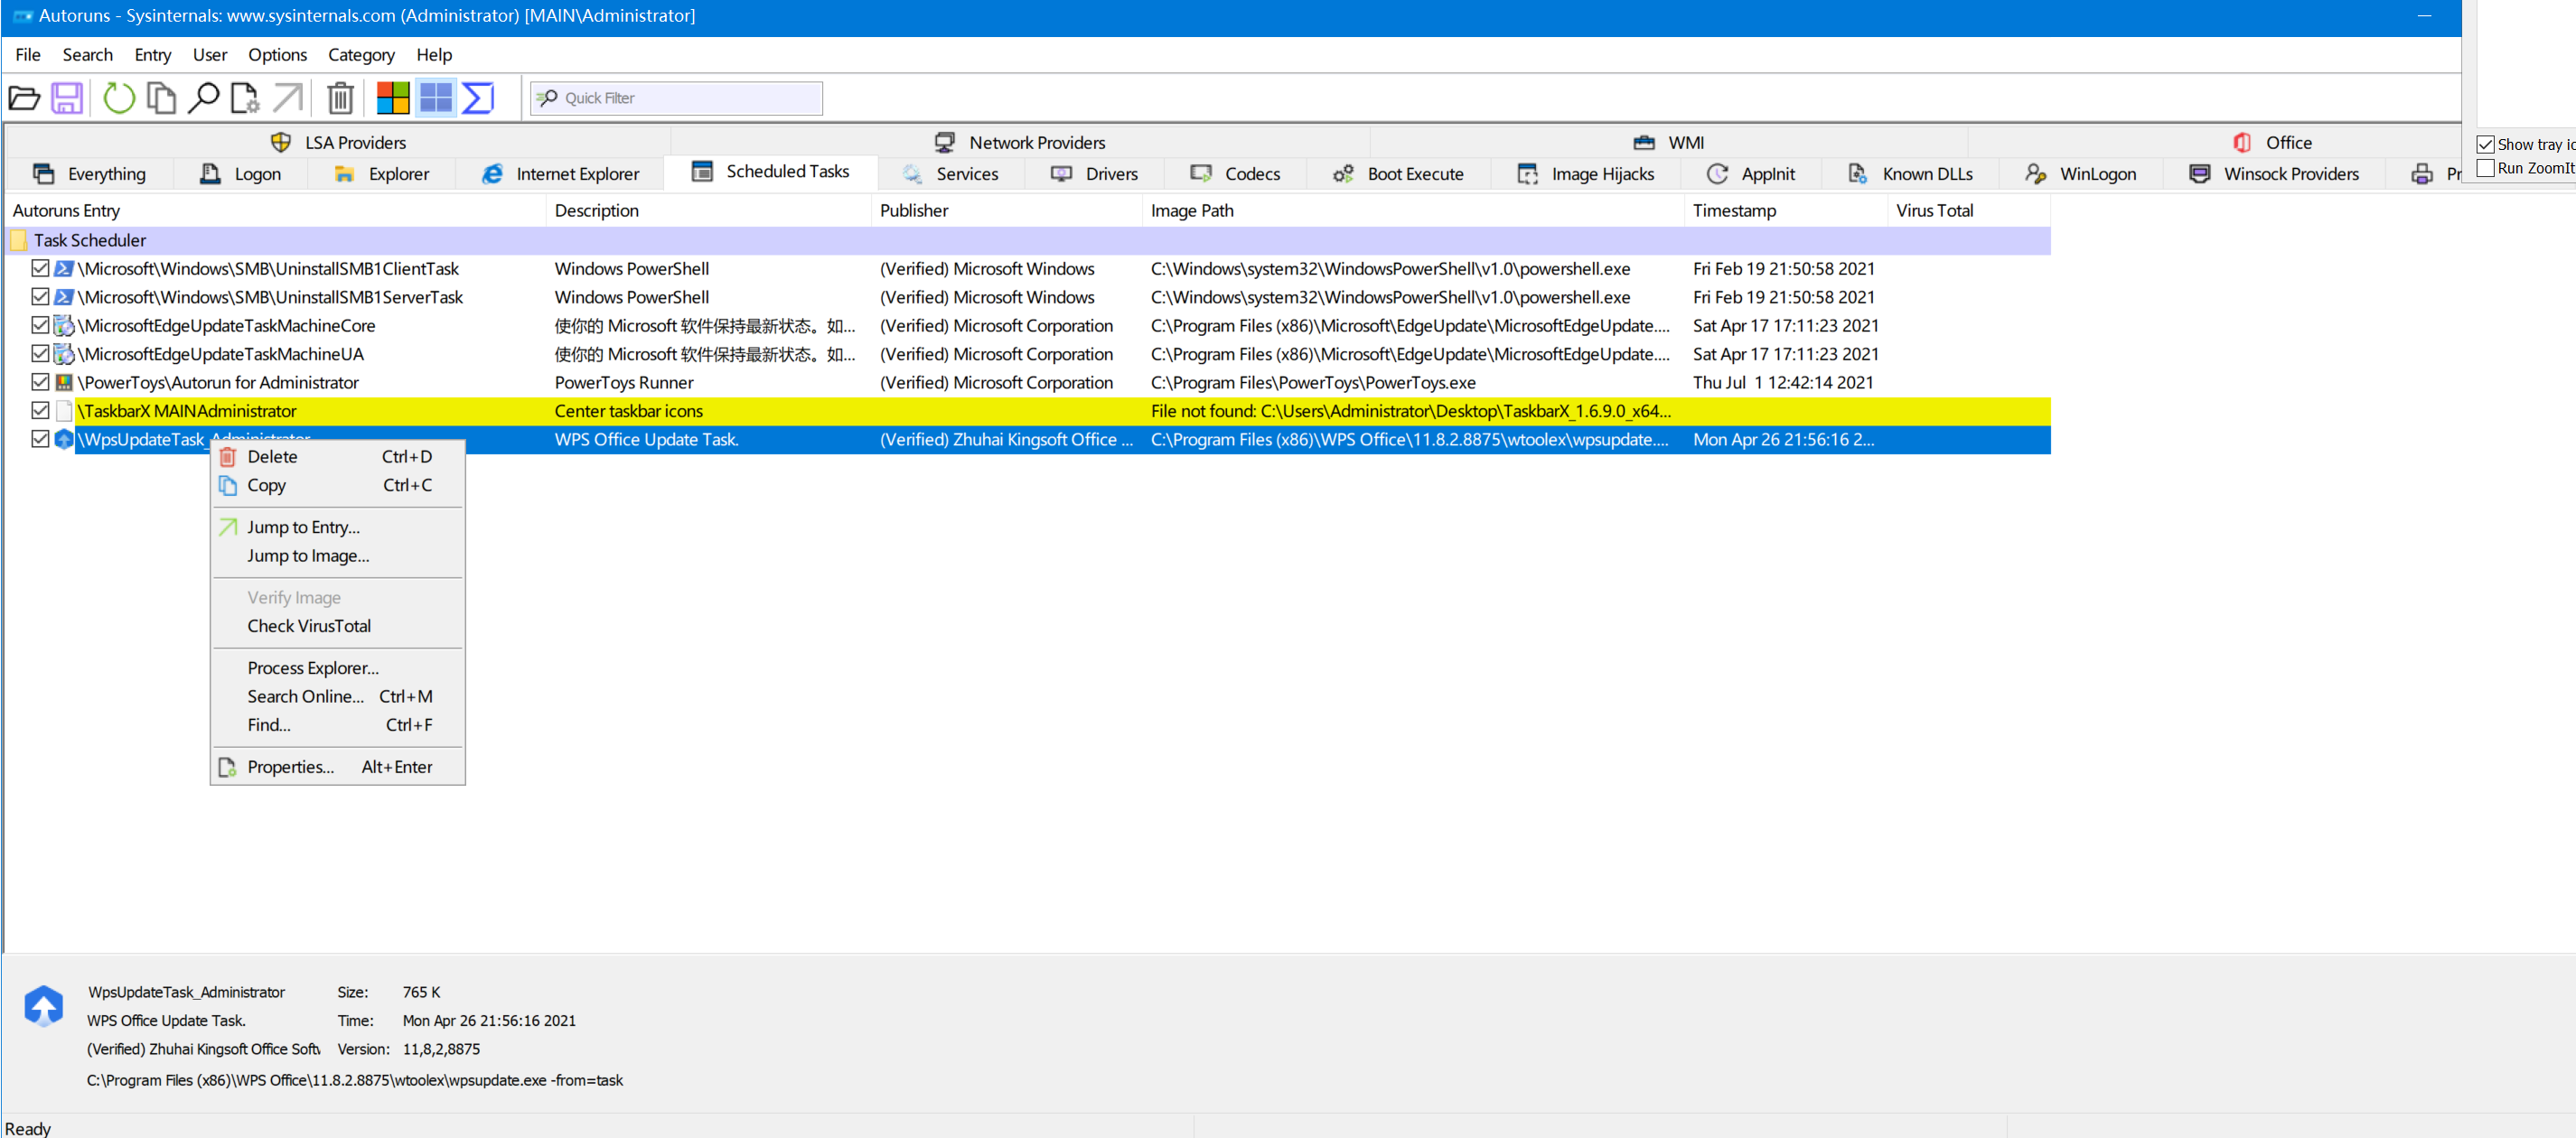 Autoruns - Sysinternals: www.sysinternals.com (Administrator) [MAIN\Administrator]
File Search Entry User Options Category Help
Quick Filter
LSA Providers Network Providers WMI Office
Show tray ic
Everything Logon Explorer Internet Explorer Scheduled Tasks Services Drivers Codecs Boot Execute Image Hijacks AppInit Known DLLs WinLogon Winsock Providers Pr
Run ZoomIt
Autoruns Entry Description Publisher Image Path Timestamp Virus Total
Task Scheduler
\Microsoft\Windows\SMB\UninstallSMB1ClientTask Windows PowerShell (Verified) Microsoft Windows C:\Windows\system32\WindowsPowerShell\v1.0\powershell.exe Fri Feb 19 21:50:58 2021
\Microsoft\Windows\SMB\UninstallSMB1ServerTask Windows PowerShell (Verified) Microsoft Windows C:\Windows\system32\WindowsPowerShell\v1.0\powershell.exe Fri Feb 19 21:50:58 2021
\MicrosoftEdgeUpdateTaskMachineCore 使你的 Microsoft 软件保持最新状态。如... (Verified) Microsoft Corporation C:\Program Files (x86)\Microsoft\EdgeUpdate\MicrosoftEdgeUpdate.... Sat Apr 17 17:11:23 2021
\MicrosoftEdgeUpdateTaskMachineUA 使你的 Microsoft 软件保持最新状态。如... (Verified) Microsoft Corporation C:\Program Files (x86)\Microsoft\EdgeUpdate\MicrosoftEdgeUpdate.... Sat Apr 17 17:11:23 2021
\PowerToys\Autorun for Administrator PowerToys Runner (Verified) Microsoft Corporation C:\Program Files\PowerToys\PowerToys.exe Thu Jul 1 12:42:14 2021
\TaskbarX MAINAdministrator Center taskbar icons File not found: C:\Users\Administrator\Desktop\TaskbarX_1.6.9.0_x64...
\WpsUpdateTask_Administrator WPS Office Update Task. (Verified) Zhuhai Kingsoft Office ... C:\Program Files (x86)\WPS Office\11.8.2.8875\wtoolex\wpsupdate.... Mon Apr 26 21:56:16 2...
Delete Ctrl+D
Copy Ctrl+C
Jump to Entry...
Jump to Image...
Verify Image
Check VirusTotal
Process Explorer...
Search Online... Ctrl+M
Find... Ctrl+F
Properties... Alt+Enter
WpsUpdateTask_Administrator Size: 765 K
WPS Office Update Task. Time: Mon Apr 26 21:56:16 2021
(Verified) Zhuhai Kingsoft Office Softw Version: 11,8,2,8875
C:\Program Files (x86)\WPS Office\11.8.2.8875\wtoolex\wpsupdate.exe -from=task
Ready